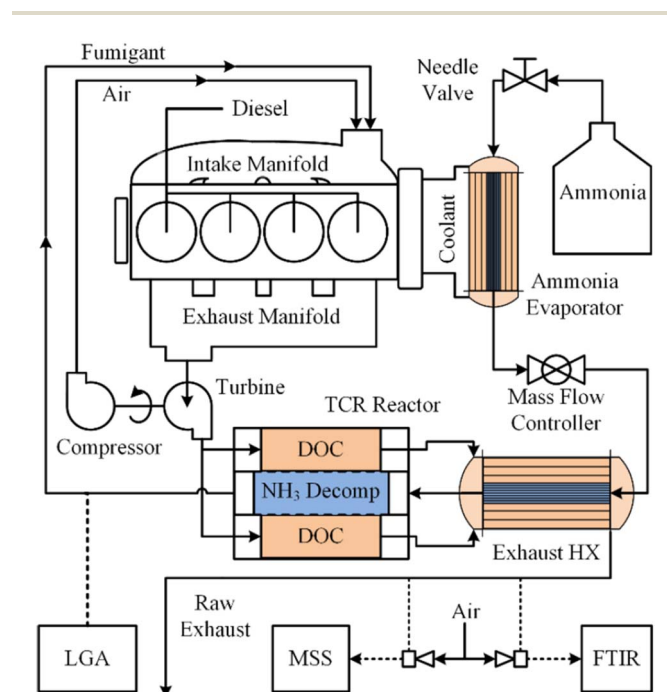 Fumigant
Air
Diesel
Needle
Valve
Intake Manifold
Ammonia
Coolant
Ammonia
Evaporator
Exhaust Manifold
Turbine
Mass Flow
Controller
TCR Reactor
Compressor
DOC
NH₃ Decomp
DOC
Exhaust HX
Raw
Exhaust
Air
LGA
MSS
FTIR